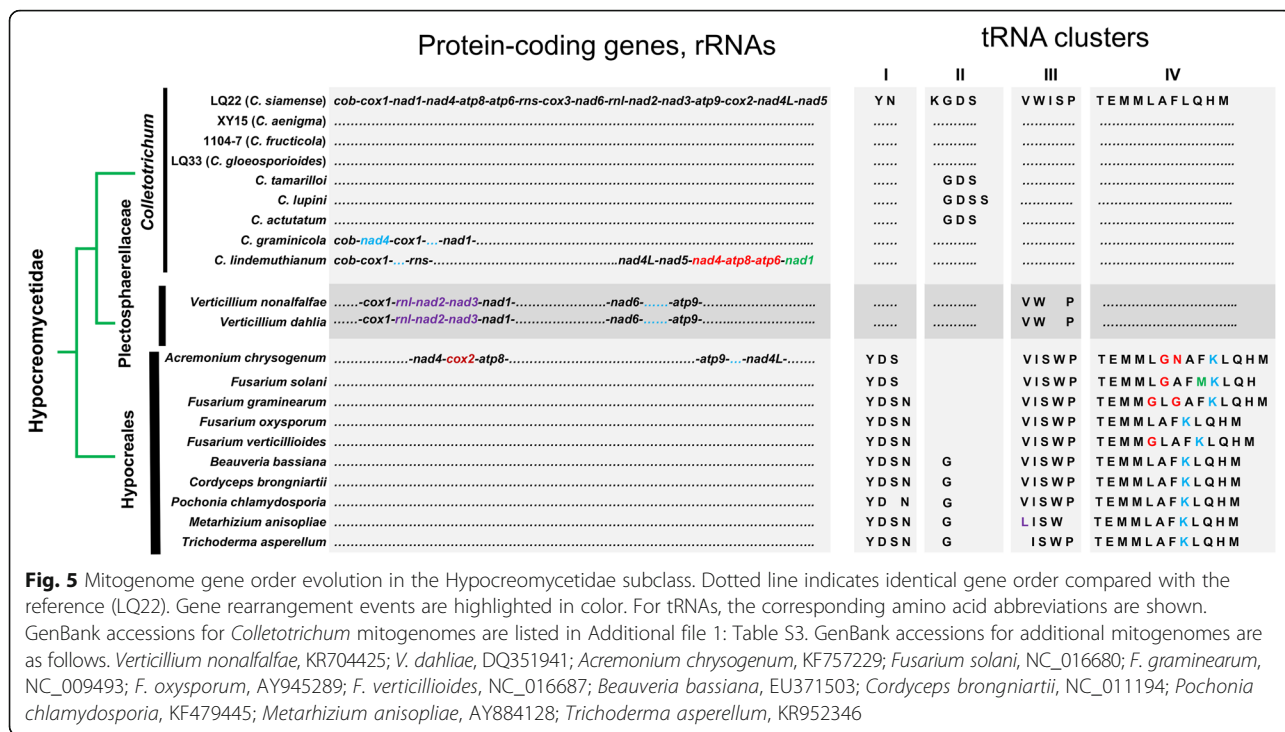 Protein-coding genes, rRNAs
tRNA clusters
I II III IV
Hypocreomycetidae
Colletotrichum
Plectosphaerellaceae
Hypocreales
LQ22 (C. siamense) cob-cox1-nad1-nad4-atp8-atp6-rns-cox3-nad6-rnl-nad2-nad3-atp9-cox2-nad4L-nad5 Y N K G D S V W I S P T E M M L A F L Q H M
XY15 (C. aenigma)
1104-7 (C. fructicola)
LQ33 (C. gloeosporioides)
C. tamarilloi G D S
C. lupini G D S S
C. actutatum G D S
C. graminicola cob-nad4-cox1-...-nad1-
C. lindemuthianum cob-cox1-...-rns-..........nad4L-nad5-nad4-atp8-atp6-nad1
Verticillium nonalfalfae ......-cox1-rnl-nad2-nad3-nad1-..........-nad6-......-atp9-.......... V W P
Verticillium dahlia ......-cox1-rnl-nad2-nad3-nad1-..........-nad6-......-atp9-.......... V W P
Acremonium chrysogenum ..........-nad4-cox2-atp8-..........-atp9-...-nad4L-...... Y D S V I S W P T E M M L G N A F K L Q H M
Fusarium solani Y D S V I S W P T E M M L G A F M K L Q H
Fusarium graminearum Y D S N V I S W P T E M M G L G A F K L Q H M
Fusarium oxysporum Y D S N V I S W P T E M M L A F K L Q H M
Fusarium verticillioides Y D S N V I S W P T E M M G L A F K L Q H M
Beauveria bassiana Y D S N G V I S W P T E M M L A F K L Q H M
Cordyceps brongniartii Y D S N G V I S W P T E M M L A F K L Q H M
Pochonia chlamydosporia Y D N G V I S W P T E M M L A F K L Q H M
Metarhizium anisopliae Y D S N G L I S W T E M M L A F K L Q H M
Trichoderma asperellum Y D S N G I S W P T E M M L A F K L Q H M
Fig. 5 Mitogenome gene order evolution in the Hypocreomycetidae subclass. Dotted line indicates identical gene order compared with the
reference (LQ22). Gene rearrangement events are highlighted in color. For tRNAs, the corresponding amino acid abbreviations are shown.
GenBank accessions for Colletotrichum mitogenomes are listed in Additional file 1: Table S3. GenBank accessions for additional mitogenomes are
as follows. Verticillium nonalfalfae, KR704425; V. dahliae, DQ351941; Acremonium chrysogenum, KF757229; Fusarium solani, NC_016680; F. graminearum,
NC_009493; F. oxysporum, AY945289; F. verticillioides, NC_016687; Beauveria bassiana, EU371503; Cordyceps brongniartii, NC_011194; Pochonia
chlamydosporia, KF479445; Metarhizium anisopliae, AY884128; Trichoderma asperellum, KR952346